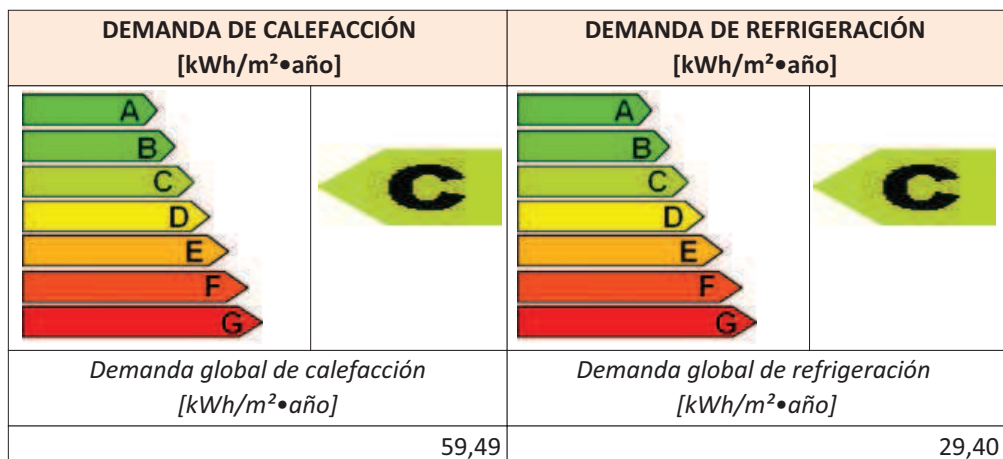 DEMANDA DE CALEFACCIÓN
[kWh/m²•año]
DEMANDA DE REFRIGERACIÓN
[kWh/m²•año]
A
B
C
D
E
F
G
C
A
B
C
D
E
F
G
C
Demanda global de calefacción
[kWh/m²•año]
Demanda global de refrigeración
[kWh/m²•año]
59,49
29,40